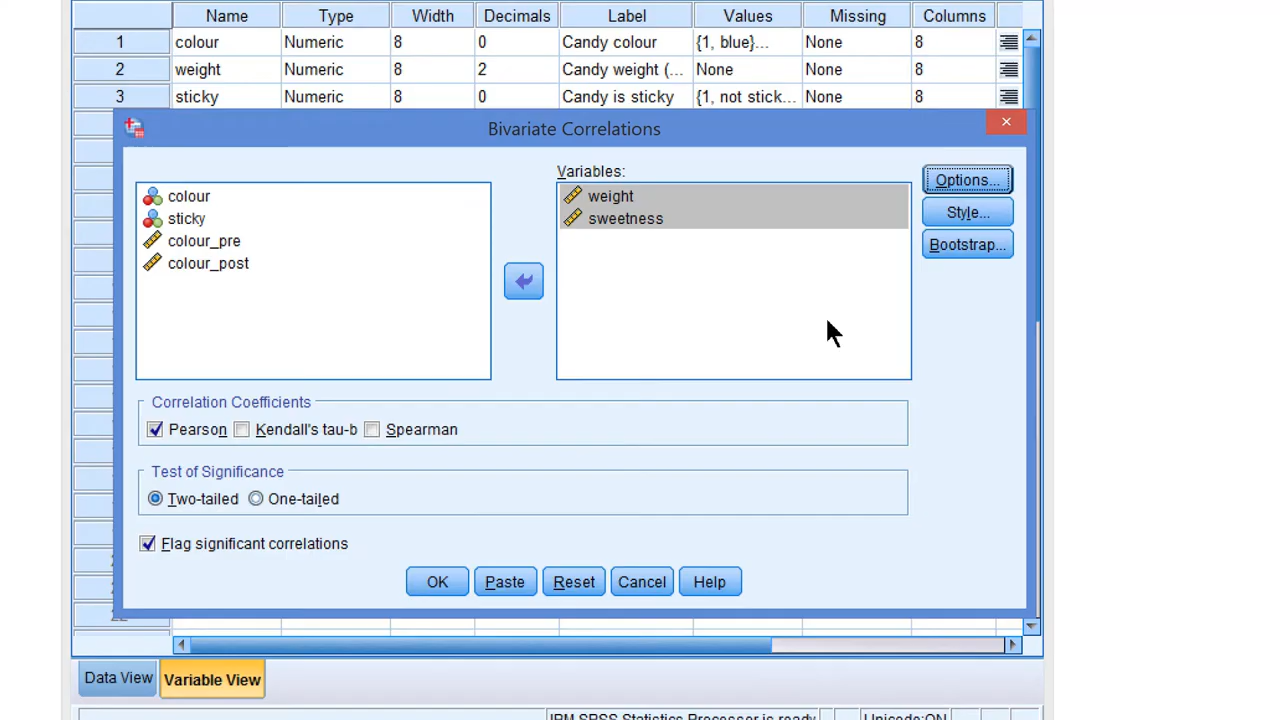 Name Type Width Decimals Label Values Missing Columns
1 colour Numeric 8 0 Candy colour {1, blue}... None 8
2 weight Numeric 8 2 Candy weight (... None None 8
3 sticky Numeric 8 0 Candy is sticky {1, not stick... None 8
Bivariate Correlations
Variables:
colour
sticky
colour_pre
colour_post
weight
sweetness
Options...
Style...
Bootstrap...
Correlation Coefficients
Pearson Kendall's tau-b Spearman
Test of Significance
Two-tailed One-tailed
Flag significant correlations
OK Paste Reset Cancel Help
Data View Variable View
IBM SPSS Statistics Processor is ready Unicode:ON